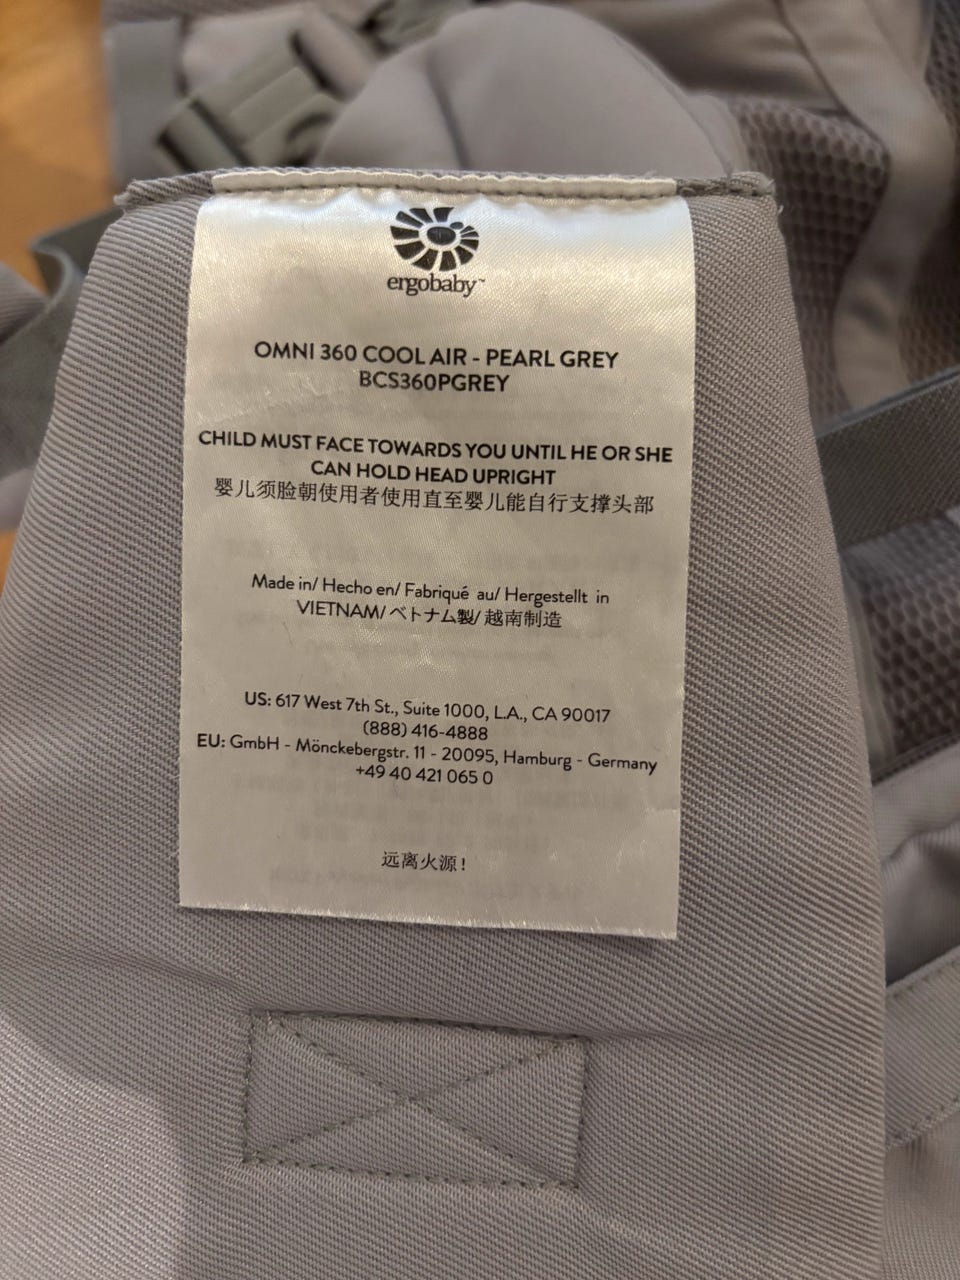 ergobaby™
OMNI 360 COOL AIR - PEARL GREY
BCS360PGREY
CHILD MUST FACE TOWARDS YOU UNTIL HE OR SHE
CAN HOLD HEAD UPRIGHT
婴儿须脸朝使用者使用直至婴儿能自行支撑头部
Made in/ Hecho en/ Fabriqué au/ Hergestellt in
VIETNAM/ ベトナム製/ 越南制造
US: 617 West 7th St., Suite 1000, L.A., CA 90017
(888) 416-4888
EU: GmbH - Mönckebergstr. 11 - 20095, Hamburg - Germany
+49 40 421 065 0
远离火源!